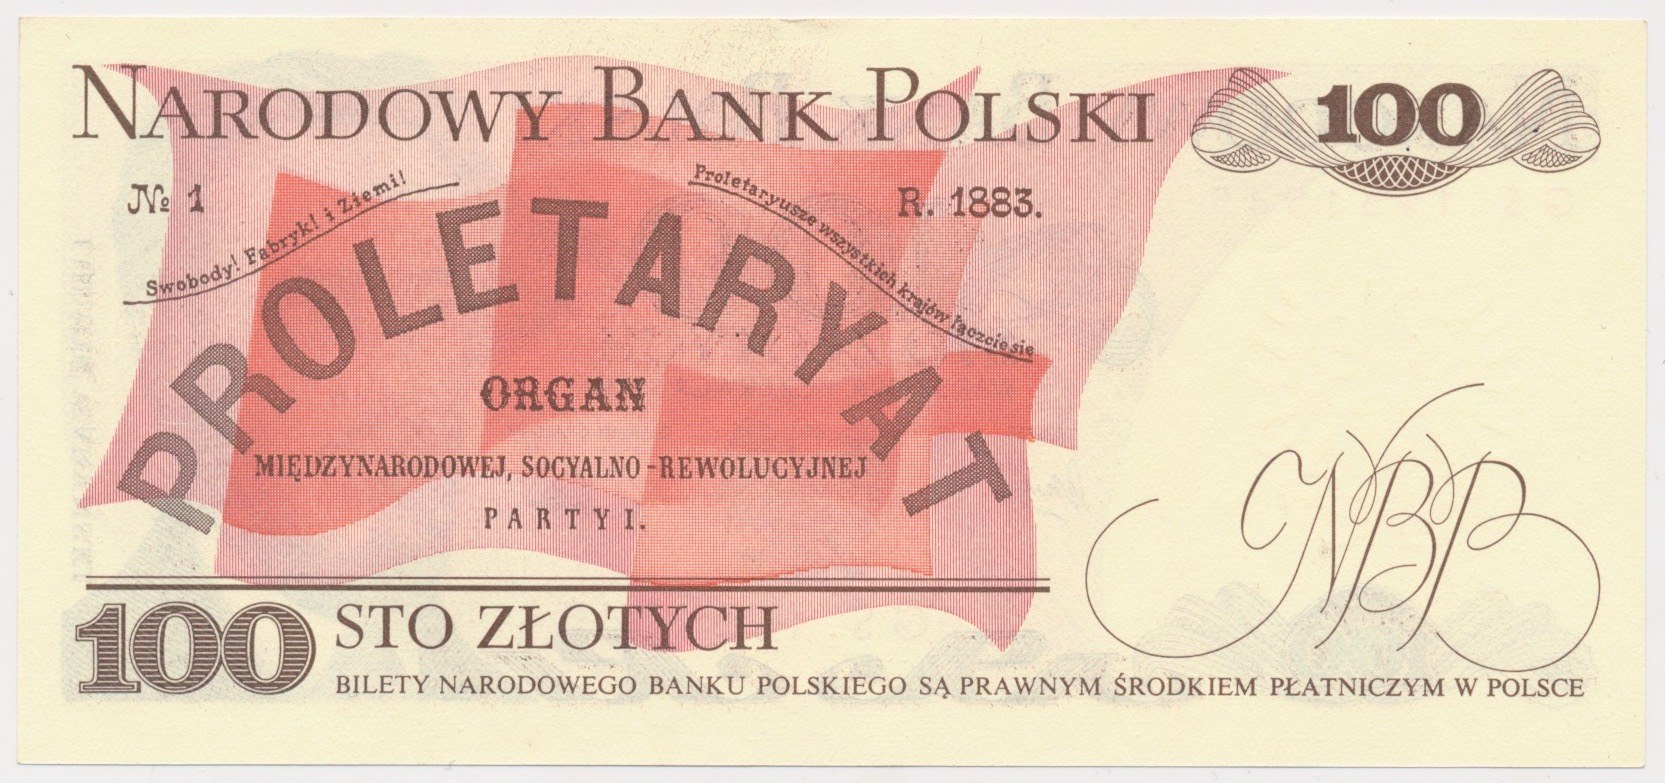 NARODOWY BANK POLSKI
100
№ 1
Swobody! Fabryk! i Ziemi!
Proletaryusze wszystkich krajów łączcie się
R. 1883.
PROLETARYAT
ORGAN
MIĘDZYNARODOWEJ, SOCYALNO-REWOLUCYJNEJ
PARTYI.
NBP
100
STO ZŁOTYCH
BILETY NARODOWEGO BANKU POLSKIEGO SĄ PRAWNYM ŚRODKIEM PŁATNICZYM W POLSCE